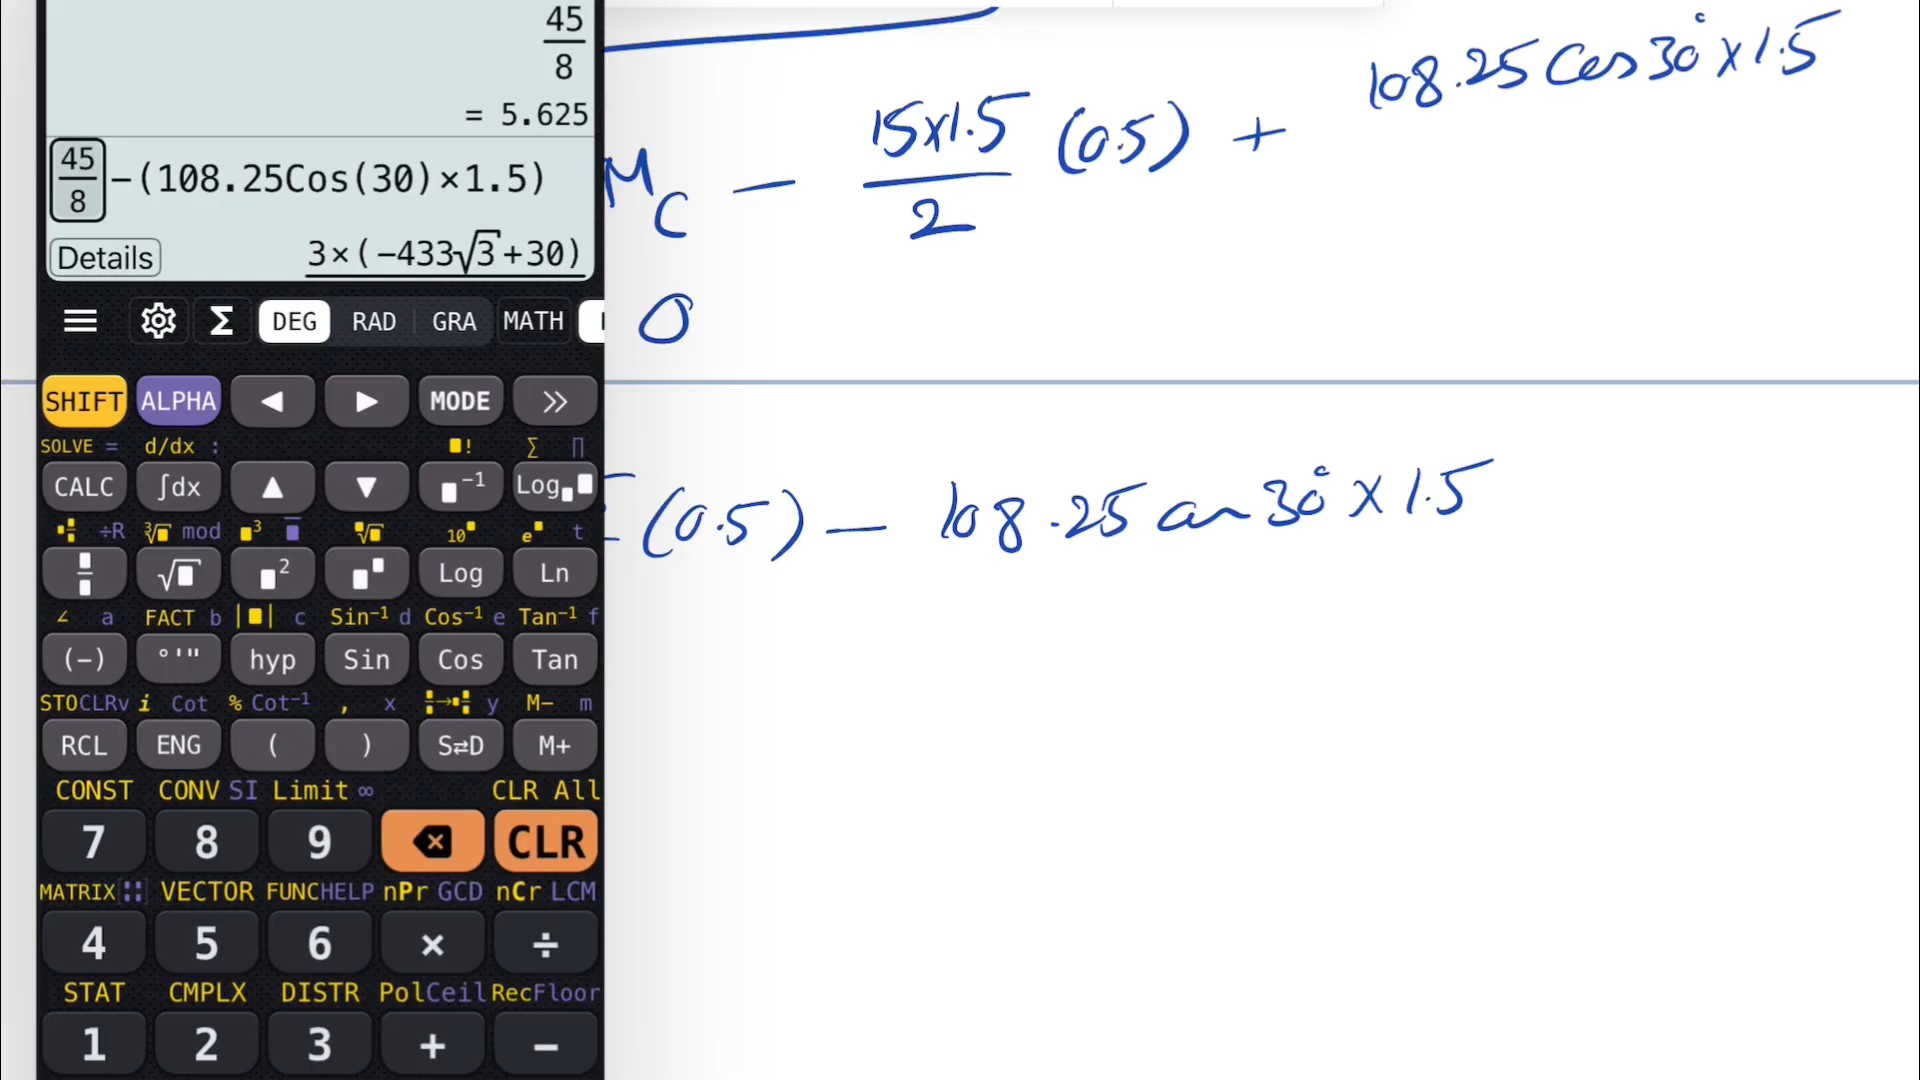 45
8
= 5.625
45/8 −(108.25Cos(30)×1.5)
Details 3×(−433√3+30)
DEG RAD GRA MATH
SHIFT ALPHA ◀ ▶ MODE >>
SOLVE = d/dx : ■! ∑ ∏
CALC ∫dx ▲ ▼ ■⁻¹ Log■■
÷R ∛■ mod ■³ 10■ e■ t
√■ ■² ■■ Log Ln
∠ a FACT b |■| c Sin⁻¹ d Cos⁻¹ e Tan⁻¹ f
(−) °'" hyp Sin Cos Tan
STO CLRv i Cot % Cot⁻¹ , x y M− m
RCL ENG ( ) S⇄D M+
CONST CONV SI Limit ∞ CLR All
7 8 9 CLR
MATRIX VECTOR FUNC HELP nPr GCD nCr LCM
4 5 6 × ÷
STAT CMPLX DISTR Pol Ceil Rec Floor
1 2 3 + −
M_C − 15×1.5/2 (0.5) + 108.25 Cos 30° × 1.5
0
(0.5) − 108.25 cos 30° × 1.5